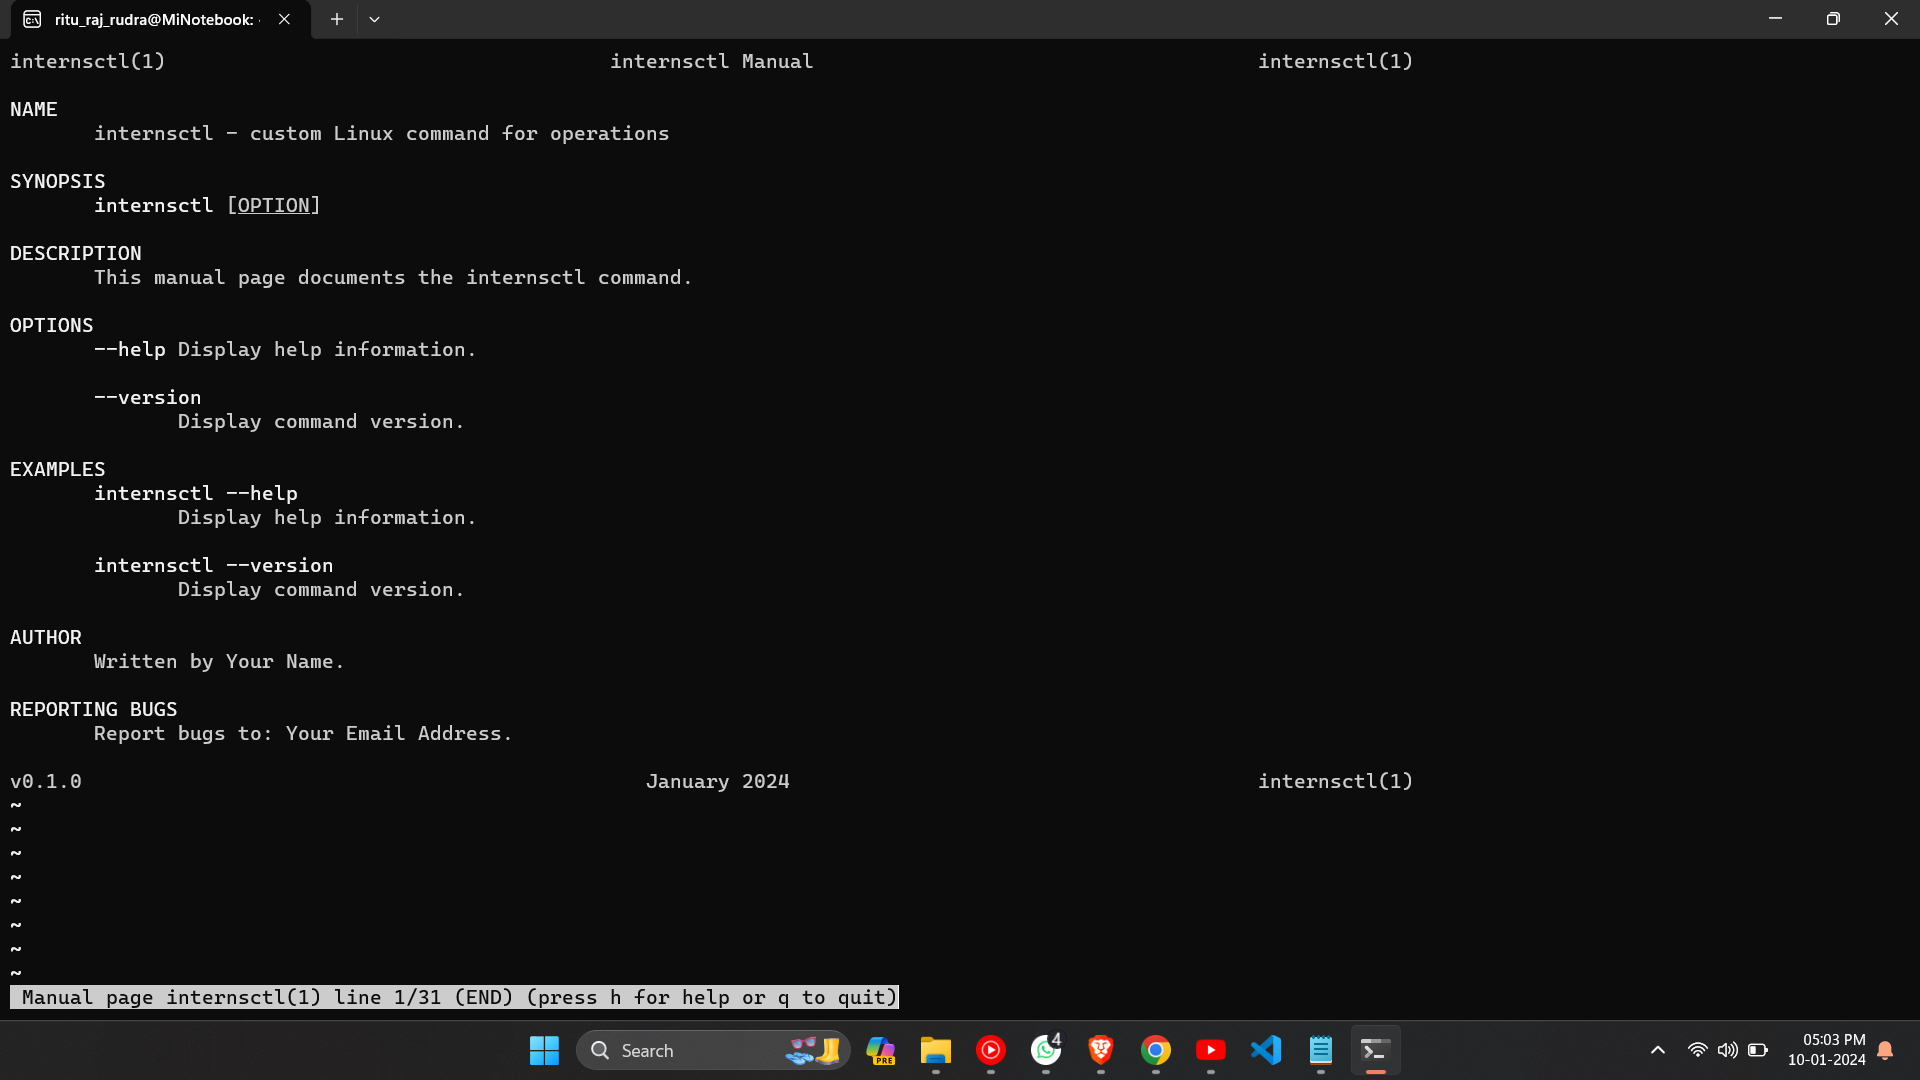 ritu_raj_rudra@MiNotebook:
internsctl(1) internsctl Manual internsctl(1)
NAME
internsctl - custom Linux command for operations
SYNOPSIS
internsctl [OPTION]
DESCRIPTION
This manual page documents the internsctl command.
OPTIONS
--help Display help information.
--version
Display command version.
EXAMPLES
internsctl --help
Display help information.
internsctl --version
Display command version.
AUTHOR
Written by Your Name.
REPORTING BUGS
Report bugs to: Your Email Address.
v0.1.0 January 2024 internsctl(1)
~
~
~
~
~
~
~
~
Manual page internsctl(1) line 1/31 (END) (press h for help or q to quit)
Search
PRE
4
05:03 PM
10-01-2024